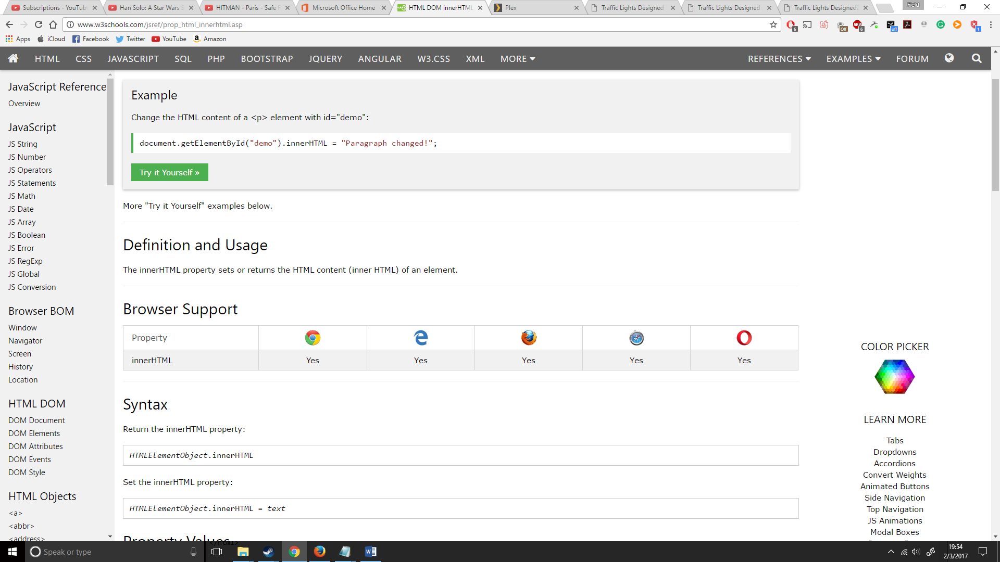 Subscriptions - YouTube
Han Solo: A Star Wars S
HITMAN - Paris - Safe
Microsoft Office Home
HTML DOM innerHTML
Plex
Traffic Lights Designed
Traffic Lights Designed
Traffic Lights Designed
Field
www.w3schools.com/jsref/prop_html_innerhtml.asp
6
Off
ABP
6
off
1
Apps
iCloud
Facebook
Twitter
YouTube
Amazon
HTML CSS JAVASCRIPT SQL PHP BOOTSTRAP JQUERY ANGULAR W3.CSS XML MORE REFERENCES EXAMPLES FORUM
JavaScript Reference
Overview
JavaScript
JS String
JS Number
JS Operators
JS Statements
JS Math
JS Date
JS Array
JS Boolean
JS Error
JS RegExp
JS Global
JS Conversion
Browser BOM
Window
Navigator
Screen
History
Location
HTML DOM
DOM Document
DOM Elements
DOM Attributes
DOM Events
DOM Style
HTML Objects
<a>
<abbr>
<address>
Example
Change the HTML content of a <p> element with id="demo":
document.getElementById("demo").innerHTML = "Paragraph changed!";
Try it Yourself »
More "Try it Yourself" examples below.
Definition and Usage
The innerHTML property sets or returns the HTML content (inner HTML) of an element.
Browser Support
Property
innerHTML Yes Yes Yes Yes Yes
Syntax
Return the innerHTML property:
HTMLElementObject.innerHTML
Set the innerHTML property:
HTMLElementObject.innerHTML = text
Property Values
COLOR PICKER
LEARN MORE
Tabs
Dropdowns
Accordions
Convert Weights
Animated Buttons
Side Navigation
Top Navigation
JS Animations
Modal Boxes
Speak or type
</html>
19:54
2/3/2017